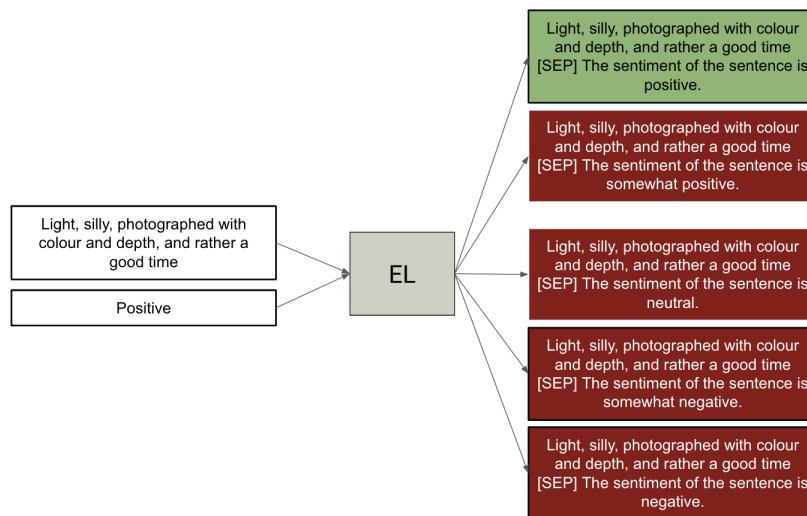 Light, silly, photographed with
colour and depth, and rather a
good time
Positive
EL
Light, silly, photographed with colour
and depth, and rather a good time
[SEP] The sentiment of the sentence is
positive.
Light, silly, photographed with colour
and depth, and rather a good time
[SEP] The sentiment of the sentence is
somewhat positive.
Light, silly, photographed with colour
and depth, and rather a good time
[SEP] The sentiment of the sentence is
neutral.
Light, silly, photographed with colour
and depth, and rather a good time
[SEP] The sentiment of the sentence is
somewhat negative.
Light, silly, photographed with colour
and depth, and rather a good time
[SEP] The sentiment of the sentence is
negative.